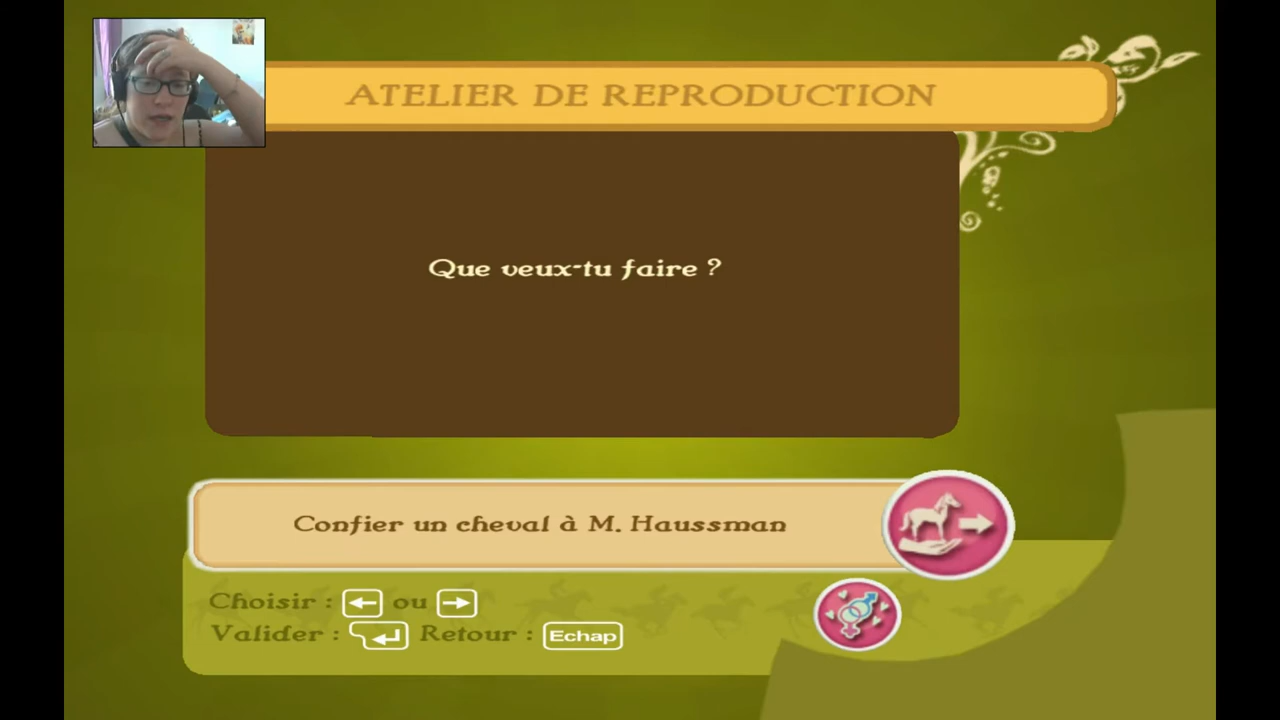 ATELIER DE REPRODUCTION
Que veux-tu faire ?
Confier un cheval à M. Haussman
Choisir : ← ou →
Valider : ↵ Retour : Echap